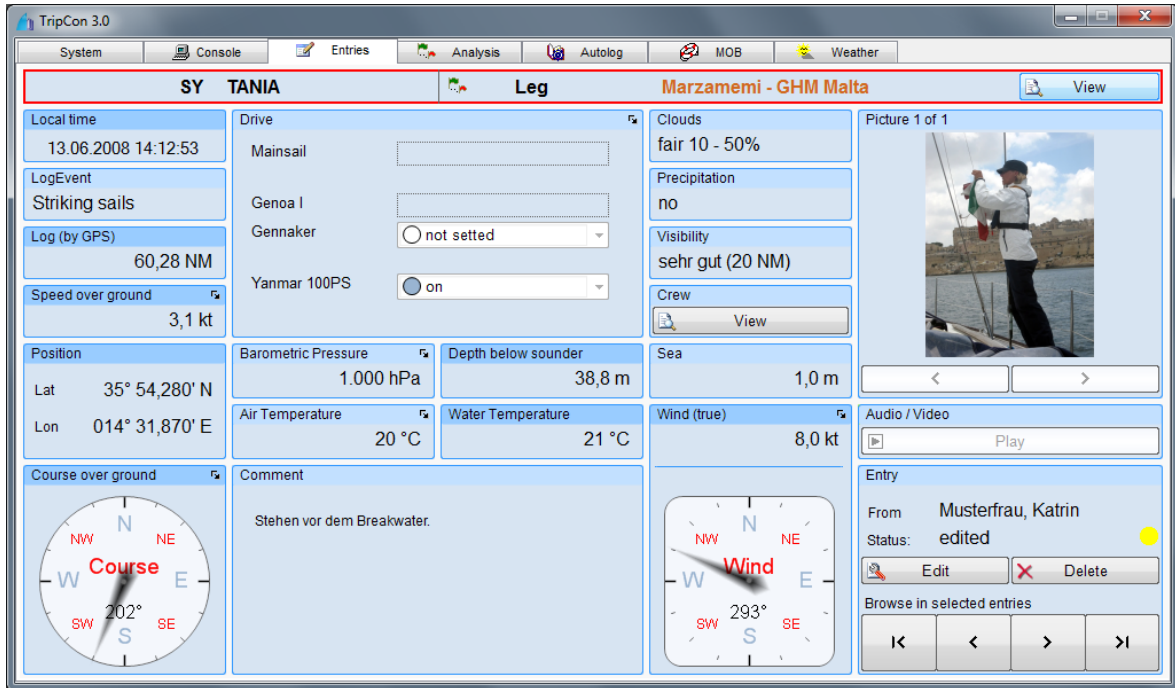 TripCon 3.0
System
Console
Entries
Analysis
Autolog
MOB
Weather
SY TANIA
Leg
Marzamemi - GHM Malta
View
Local time
13.06.2008 14:12:53
LogEvent
Striking sails
Log (by GPS)
60,28 NM
Speed over ground
3,1 kt
Position
Lat 35° 54,280' N
Lon 014° 31,870' E
Course over ground
N
NW NE
Course
W E
202°
SW SE
S
Drive
Mainsail
Genoa I
Gennaker not setted
Yanmar 100PS on
Barometric Pressure
1.000 hPa
Depth below sounder
38,8 m
Air Temperature
20 °C
Water Temperature
21 °C
Comment
Stehen vor dem Breakwater.
Clouds
fair 10 - 50%
Precipitation
no
Visibility
sehr gut (20 NM)
Crew
View
Sea
1,0 m
Wind (true)
8,0 kt
N
NW NE
Wind
W E
293°
SW SE
S
Picture 1 of 1
Audio / Video
Play
Entry
From Musterfrau, Katrin
Status: edited
Edit
Delete
Browse in selected entries